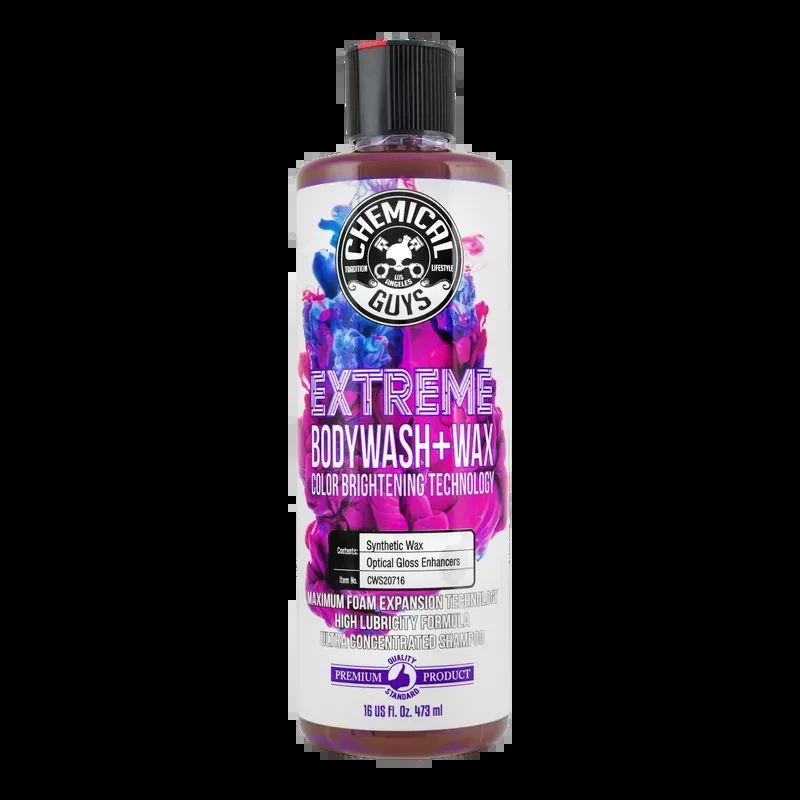 CHEMICAL
TRADITION
LIFESTYLE
LOS
ANGELES
GUYS
EXTREME
BODYWASH+WAX
COLOR BRIGHTENING TECHNOLOGY
Contents:
Synthetic Wax
Optical Gloss Enhancers
Item No.
CWS20716
MAXIMUM FOAM EXPANSION TECHNOLOGY
HIGH LUBRICITY FORMULA
ULTRA CONCENTRATED SHAMPOO
QUALITY
PREMIUM PRODUCT
STANDARD
16 US Fl. Oz. 473 ml